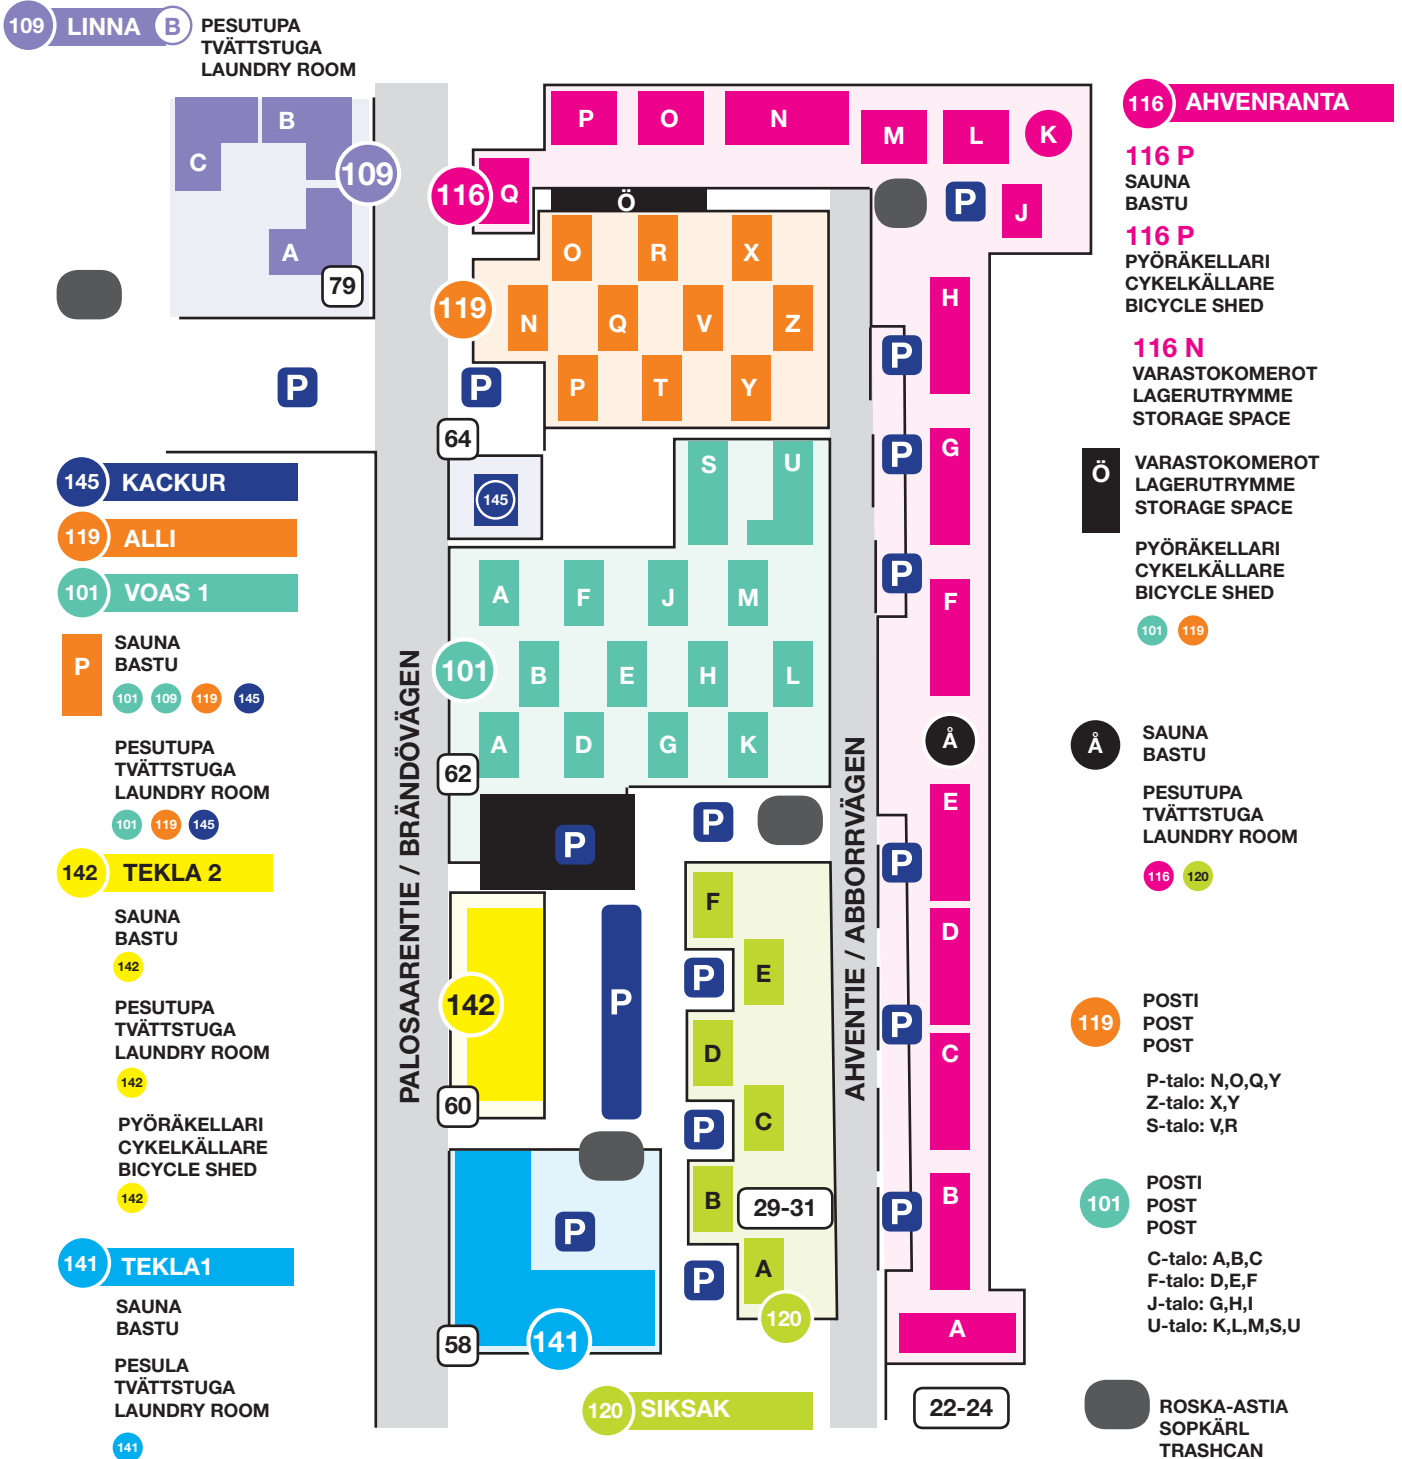 109 LINNA B
PESUTUPA
TVÄTTSTUGA
LAUNDRY ROOM
B
C
A
109
79
P
145 KACKUR
119 ALLI
101 VOAS 1
P
SAUNA
BASTU
101 109 119 145
PESUTUPA
TVÄTTSTUGA
LAUNDRY ROOM
101 119 145
142 TEKLA 2
SAUNA
BASTU
142
PESUTUPA
TVÄTTSTUGA
LAUNDRY ROOM
142
PYÖRÄKELLARI
CYKELKÄLLARE
BICYCLE SHED
142
141 TEKLA1
SAUNA
BASTU
PESULA
TVÄTTSTUGA
LAUNDRY ROOM
141
PALOSAARENTIE / BRÄNDÖVÄGEN
P O N M L K
116 Q
Ö
P J
O R X
119
N Q V Z
P
P T Y
64
145
S U
A F J M
101
B E H L
A D G K
62
P
P
142
P
60
P
141
58
F
E
P
D
C
P
B
29-31
A
P
120
120 SIKSAK
AHVENTIE / ABBORRVÄGEN
H
P
G
P
P
F
Å
E
P
D
P
C
B
P
A
22-24
116 AHVENRANTA
116 P
SAUNA
BASTU
116 P
PYÖRÄKELLARI
CYKELKÄLLARE
BICYCLE SHED
116 N
VARASTOKOMEROT
LAGERUTRYMME
STORAGE SPACE
Ö
VARASTOKOMEROT
LAGERUTRYMME
STORAGE SPACE
PYÖRÄKELLARI
CYKELKÄLLARE
BICYCLE SHED
101 119
Å
SAUNA
BASTU
PESUTUPA
TVÄTTSTUGA
LAUNDRY ROOM
116 120
119
POSTI
POST
POST
P-talo: N,O,Q,Y
Z-talo: X,Y
S-talo: V,R
101
POSTI
POST
POST
C-talo: A,B,C
F-talo: D,E,F
J-talo: G,H,I
U-talo: K,L,M,S,U
ROSKA-ASTIA
SOPKÄRL
TRASHCAN